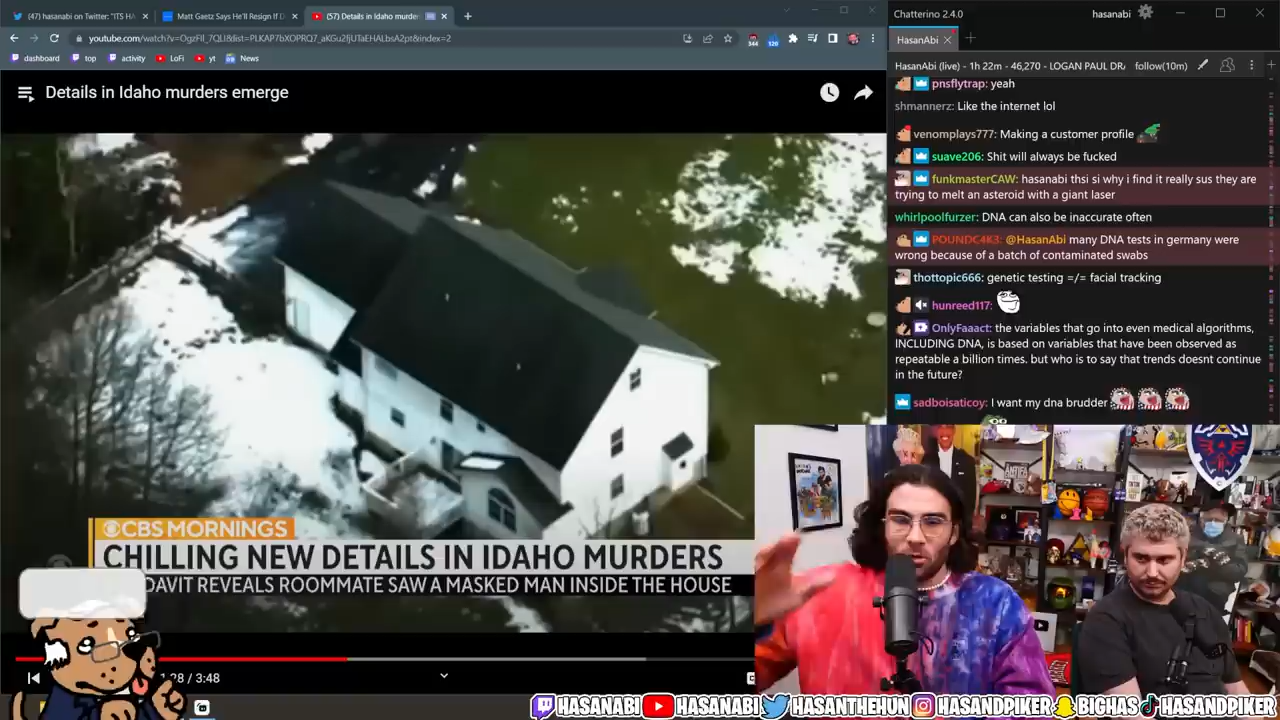 (47) hasanabi on Twitter: "ITS HA
Matt Gaetz Says He'll Resign If D
(57) Details in Idaho murder
youtube.com/watch?v=OgzFil_7QLI&list=PLKAP7bXOPRQ7_aKGu2fjUTaEHALbsA2pt&index=2
dashboard
top
activity
LoFi
yt
News
Details in Idaho murders emerge
CBS MORNINGS
CHILLING NEW DETAILS IN IDAHO MURDERS
DAVIT REVEALS ROOMMATE SAW A MASKED MAN INSIDE THE HOUSE
1:28 / 3:48
Chatterino 2.4.0
hasanabi
HasanAbi
HasanAbi (live) - 1h 22m - 46,270 - LOGAN PAUL DR
follow(10m)
pnsflytrap: yeah
shmannerz: Like the internet lol
venomplays777: Making a customer profile
suave206: Shit will always be fucked
funkmasterCAW: hasanabi thsi si why i find it really sus they are
trying to melt an asteroid with a giant laser
whirlpoolfurzer: DNA can also be inaccurate often
POUNDC4K3: @HasanAbi many DNA tests in germany were
wrong because of a batch of contaminated swabs
thottopic666: genetic testing =/= facial tracking
hunreed117:
OnlyFaaact: the variables that go into even medical algorithms,
INCLUDING DNA, is based on variables that have been observed as
repeatable a billion times. but who is to say that trends doesnt continue
in the future?
sadboisaticoy: I want my dna brudder
ANTIFA
HASANABI
HASANABI
HASANTHEHUN
HASANDPIKER
BIGHAS
HASANDPIKER